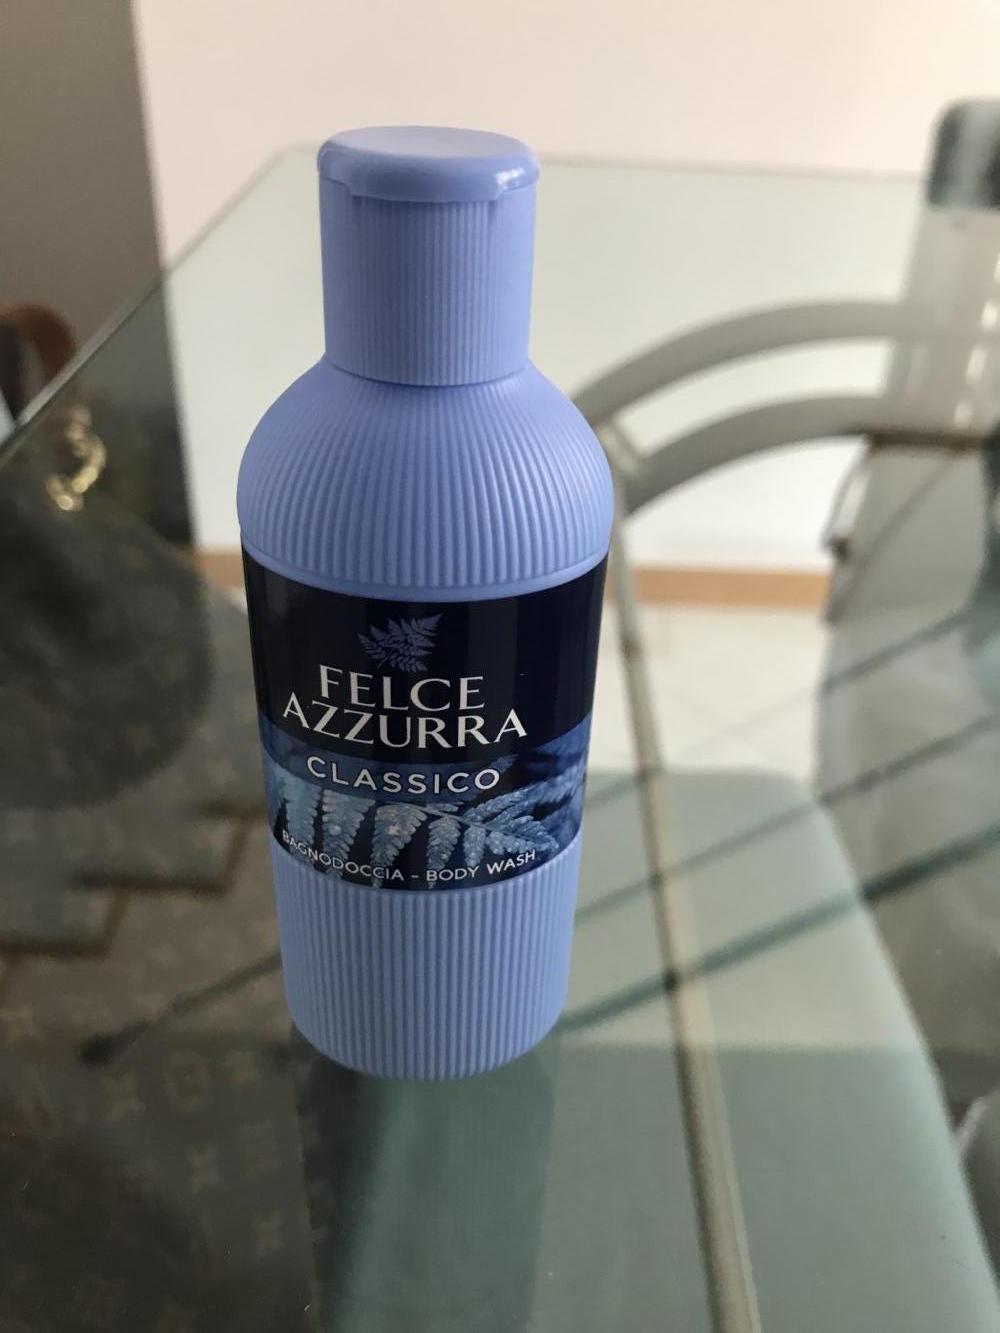 FELCE
AZZURRA
CLASSICO
BAGNODOCCIA - BODY WASH